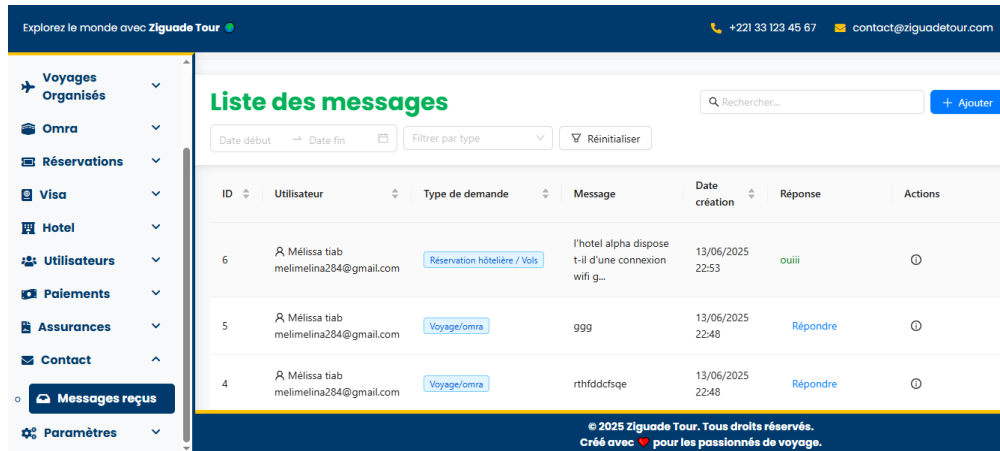 Explorez le monde avec Ziguade Tour
+221 33 123 45 67
contact@ziguadetour.com
Voyages
Organisés
Omra
Réservations
Visa
Hotel
Utilisateurs
Paiements
Assurances
Contact
Messages reçus
Paramètres
Liste des messages
Rechercher...
+ Ajouter
Date début → Date fin
Filtrer par type
Réinitialiser
ID Utilisateur Type de demande Message Date création Réponse Actions
6
Mélissa tiab
melimelina284@gmail.com
Réservation hôtelière / Vols
l'hotel alpha dispose
t-il d'une connexion
wifi g...
13/06/2025
22:53
ouiii
5
Mélissa tiab
melimelina284@gmail.com
Voyage/omra
ggg
13/06/2025
22:48
Répondre
4
Mélissa tiab
melimelina284@gmail.com
Voyage/omra
rthfddcfsqe
13/06/2025
22:48
Répondre
© 2025 Ziguade Tour. Tous droits réservés.
Créé avec ❤️ pour les passionnés de voyage.